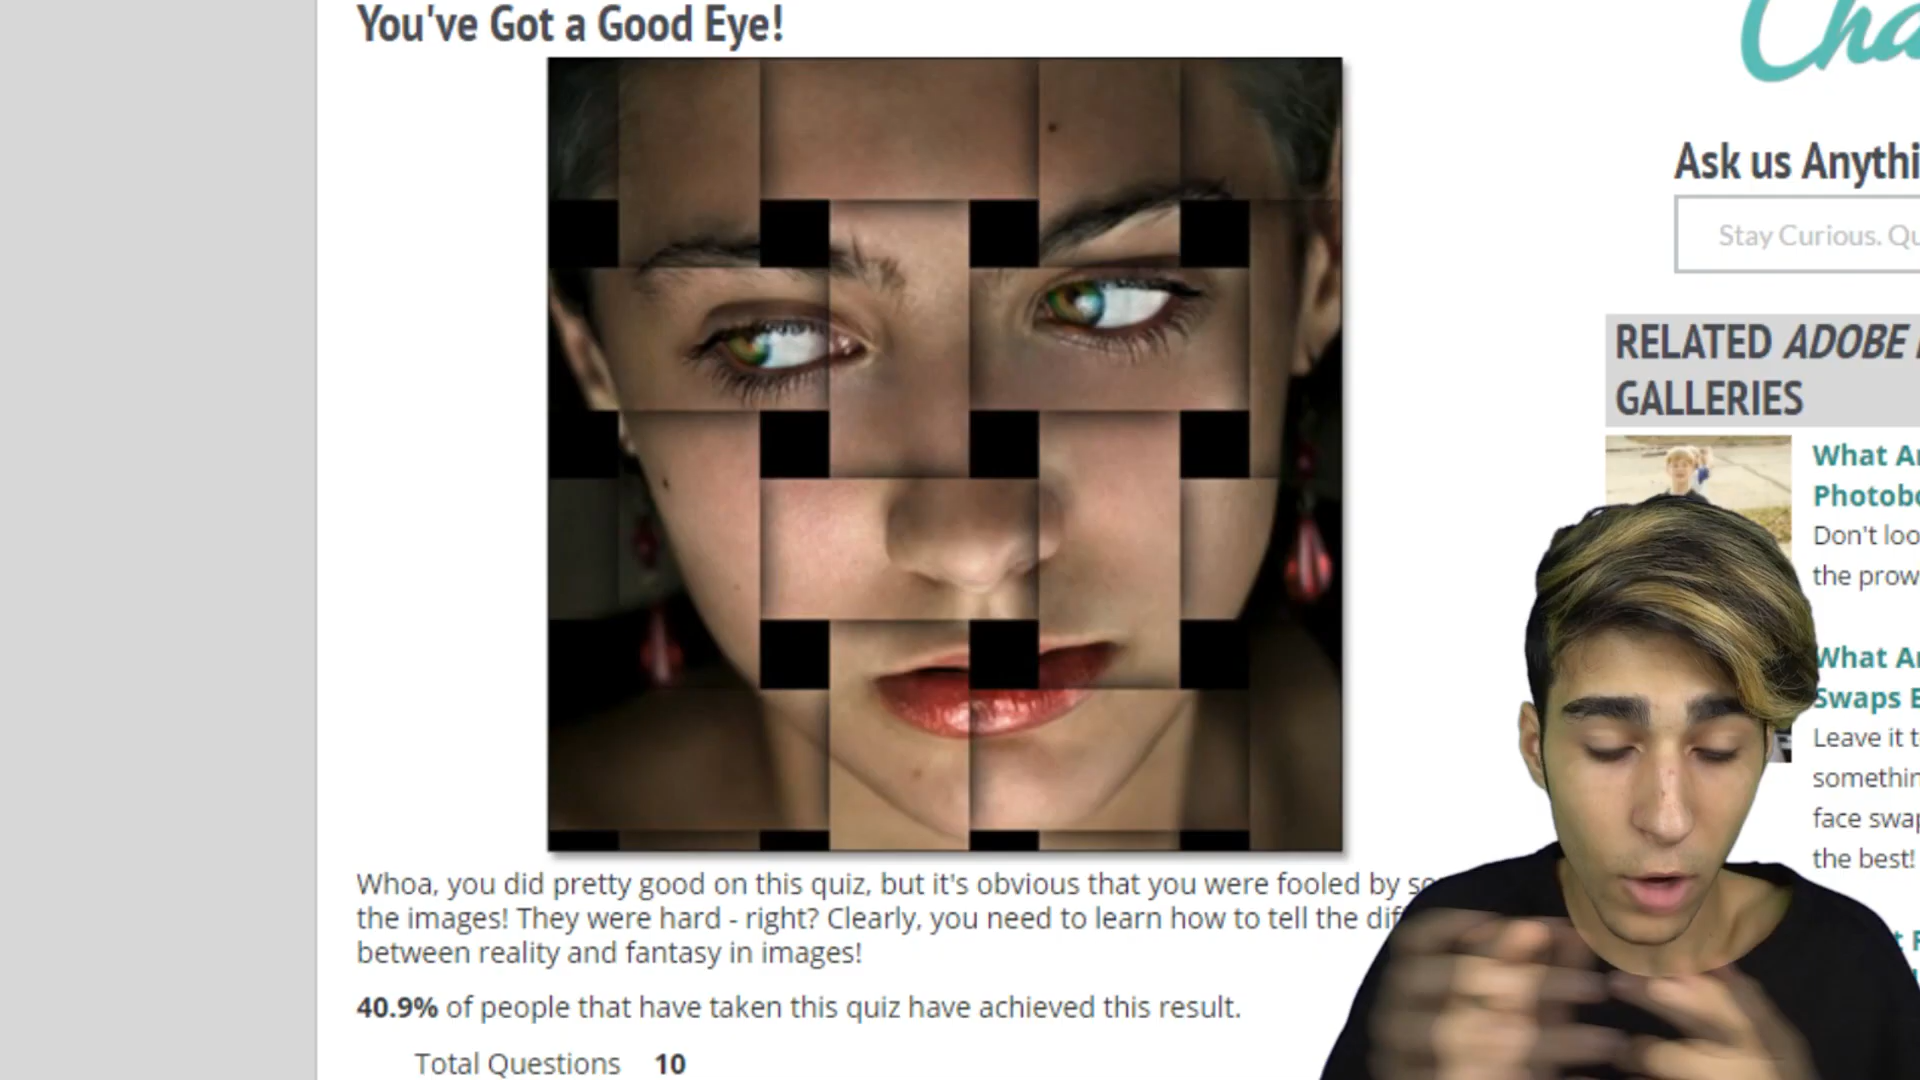 You've Got a Good Eye!
Cha
Ask us Anythi
Stay Curious. Qu
RELATED ADOBE
GALLERIES
What Ar
Photobo
Don't loo
the prow
What Ar
Swaps E
Leave it t
somethin
face swap
the best!
Whoa, you did pretty good on this quiz, but it's obvious that you were fooled by so
the images! They were hard - right? Clearly, you need to learn how to tell the diff
between reality and fantasy in images!
40.9% of people that have taken this quiz have achieved this result.
Total Questions 10